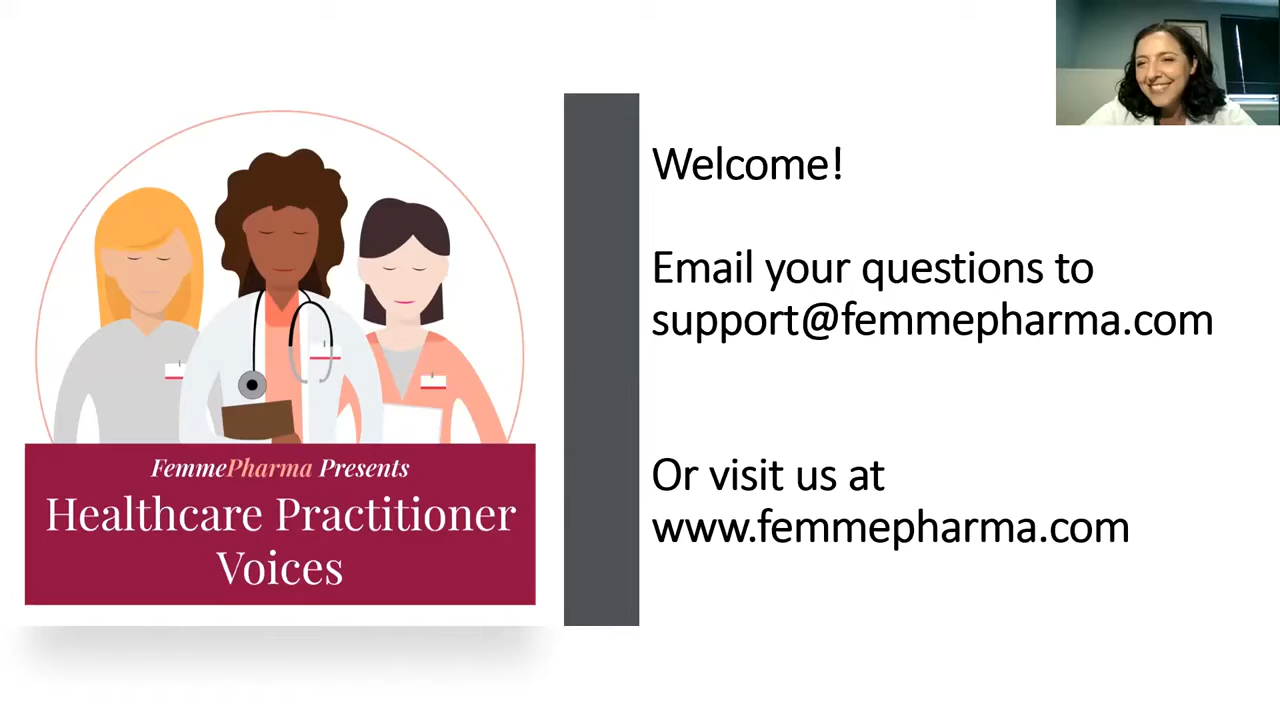 FemmePharma Presents
Healthcare Practitioner
Voices
Welcome!
Email your questions to
support@femmepharma.com
Or visit us at
www.femmepharma.com